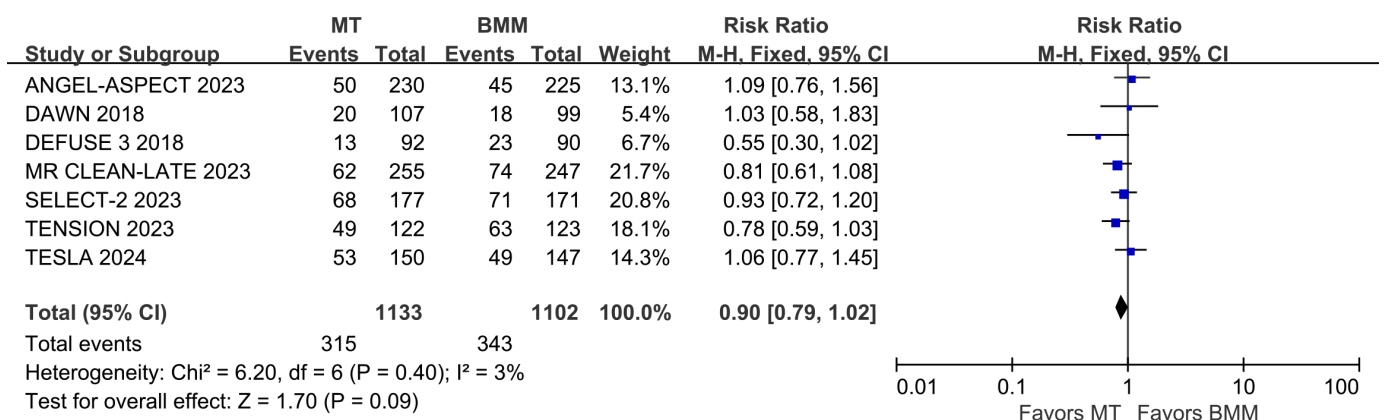 MT BMM Risk Ratio Risk Ratio
Study or Subgroup Events Total Events Total Weight M-H, Fixed, 95% CI M-H, Fixed, 95% CI
ANGEL-ASPECT 2023 50 230 45 225 13.1% 1.09 [0.76, 1.56]
DAWN 2018 20 107 18 99 5.4% 1.03 [0.58, 1.83]
DEFUSE 3 2018 13 92 23 90 6.7% 0.55 [0.30, 1.02]
MR CLEAN-LATE 2023 62 255 74 247 21.7% 0.81 [0.61, 1.08]
SELECT-2 2023 68 177 71 171 20.8% 0.93 [0.72, 1.20]
TENSION 2023 49 122 63 123 18.1% 0.78 [0.59, 1.03]
TESLA 2024 53 150 49 147 14.3% 1.06 [0.77, 1.45]
Total (95% CI) 1133 1102 100.0% 0.90 [0.79, 1.02]
Total events 315 343
Heterogeneity: Chi² = 6.20, df = 6 (P = 0.40); I² = 3%
Test for overall effect: Z = 1.70 (P = 0.09)
0.01 0.1 1 10 100
Favors MT Favors BMM